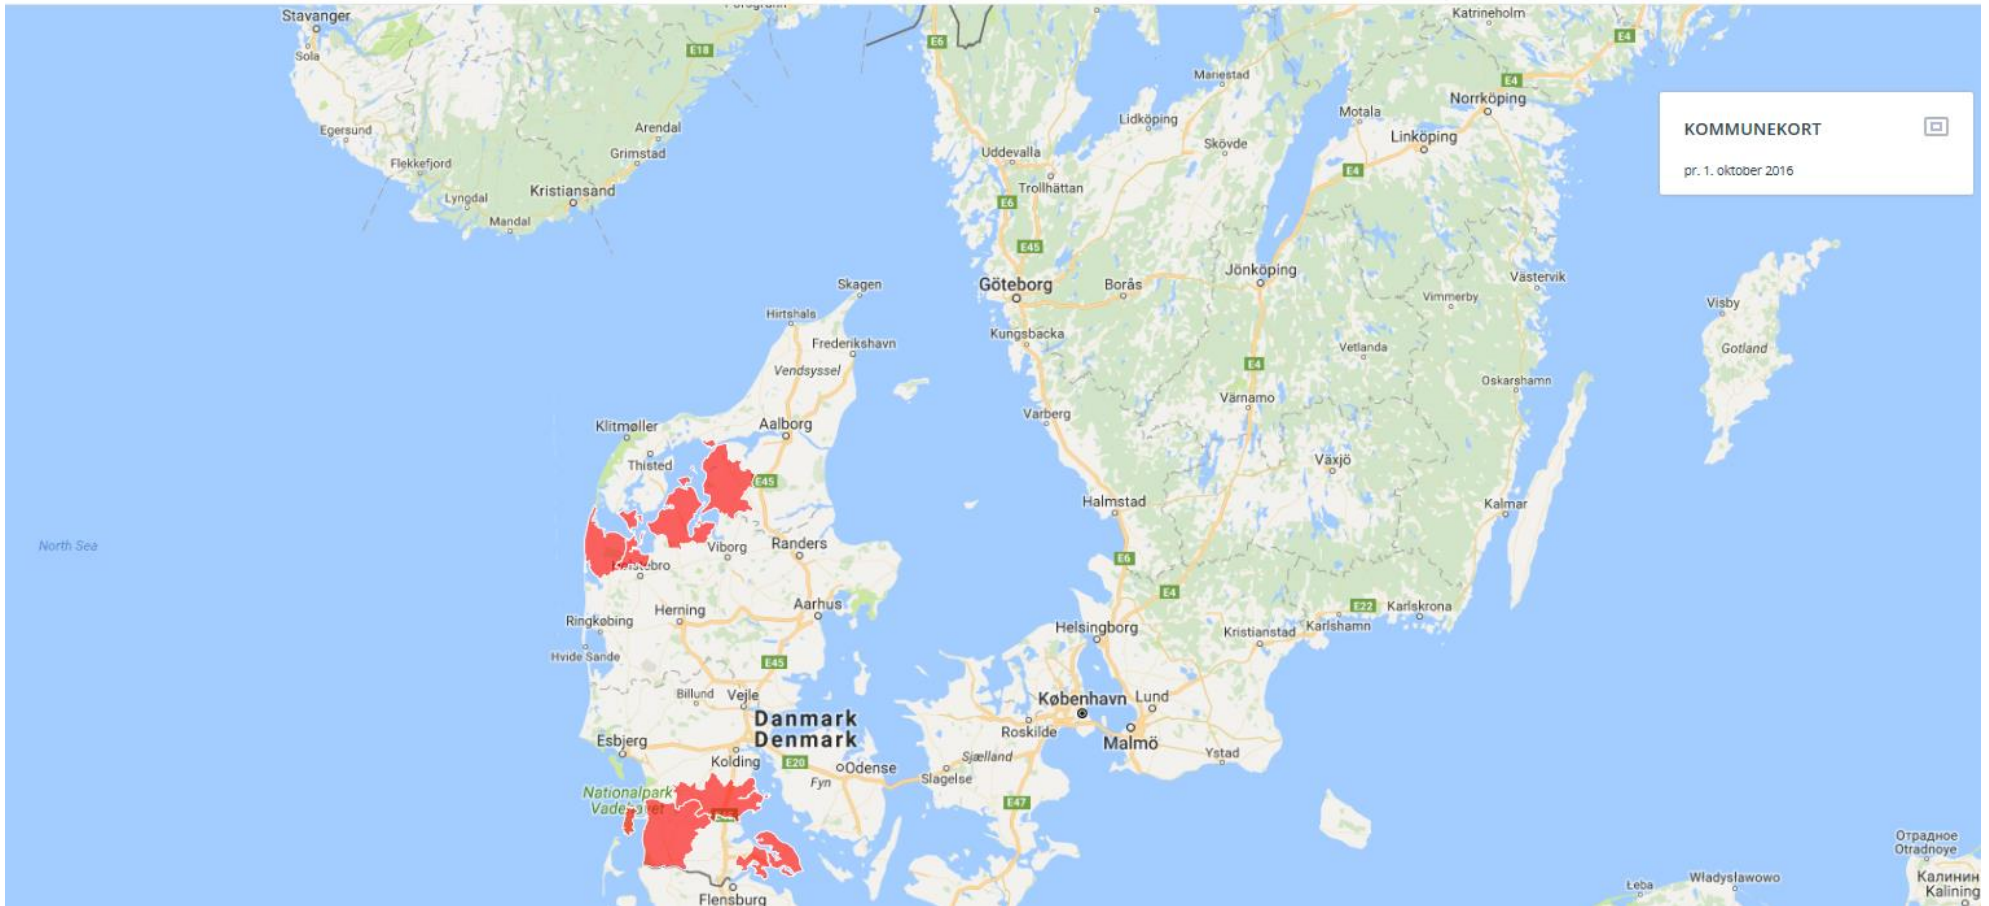 Stavanger
Katrineholm
E6
E4
E18
Sola
Mariestad
E4
Norrköping
Motala
Lidköping
Arendal
Egersund
Linköping
KOMMUNEKORT
Skövde
Grimstad
Uddevalla
Flekkefjord
E4
pr. 1. oktober 2016
Trollhättan
Kristiansand
Lyngdal
E6
Mandal
E45
Jönköping
Västervik
Skagen
Göteborg
Borås
Vimmerby
Visby
Hirtshals
Kungsbacka
Frederikshavn
Vetlanda
Gotland
E4
Vendsyssel
Oskarshamn
Värnamo
Varberg
Klitmøller
Aalborg
Växjö
Thisted
E45
Halmstad
Kalmar
North Sea
Viborg
Randers
E6
E4
Aarhus
Herning
E22
Karlskrona
Ringkøbing
Helsingborg
Karlshamn
Kristianstad
Hvide Sande
E45
Billund
Vejle
København
Lund
Danmark
Denmark
Roskilde
Esbjerg
Malmö
Ystad
Kolding
E20
Odense
Sjælland
Slagelse
Fyn
Nationalpark
E47
Отрадное
Otradnoye
Łeba
Władysławowo
Калинин
Kalining
Flensburg